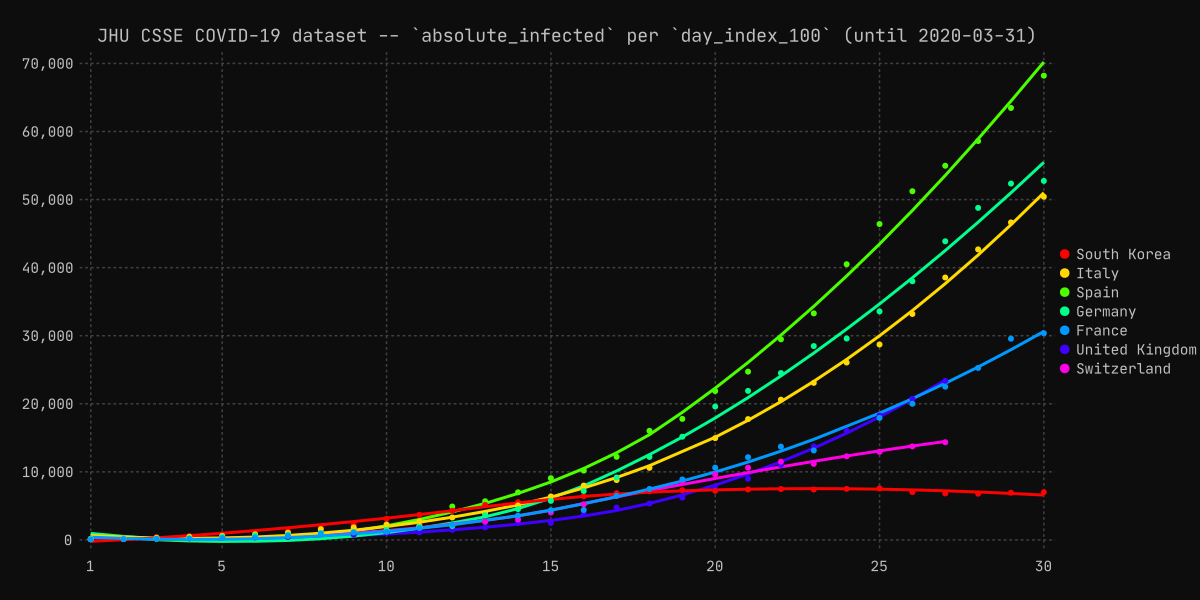 JHU CSSE COVID-19 dataset -- `absolute_infected` per `day_index_100` (until 2020-03-31)
70,000
60,000
50,000
40,000
30,000
20,000
10,000
0
1 5 10 15 20 25 30
South Korea
Italy
Spain
Germany
France
United Kingdom
Switzerland